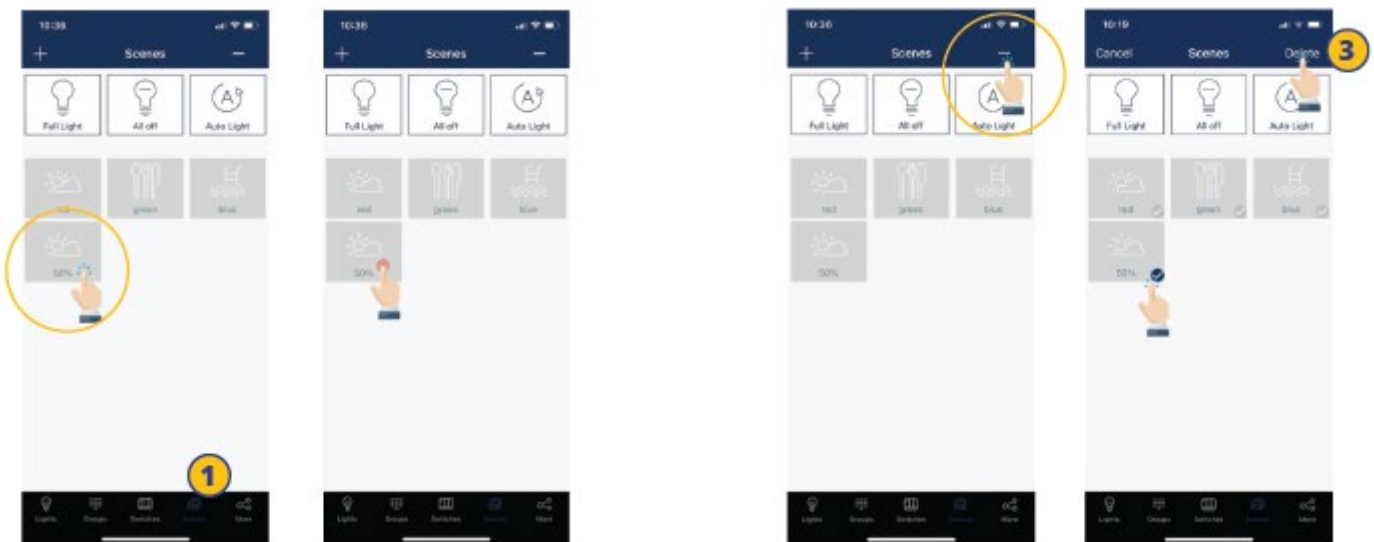 10:36
Scenes
Full Light
All off
Auto Light
red
green
blue
50%
1
Lights
Groups
Switches
Scenes
More
10:36
Scenes
Full Light
All off
Auto Light
red
green
blue
50%
Lights
Groups
Switches
Scenes
More
10:36
Scenes
Full Light
All off
Auto Light
red
green
blue
50%
Lights
Groups
Switches
Scenes
More
10:19
Cancel
Scenes
Delete
3
Full Light
All off
Auto Light
red
green
blue
50%
Lights
Groups
Switches
Scenes
More